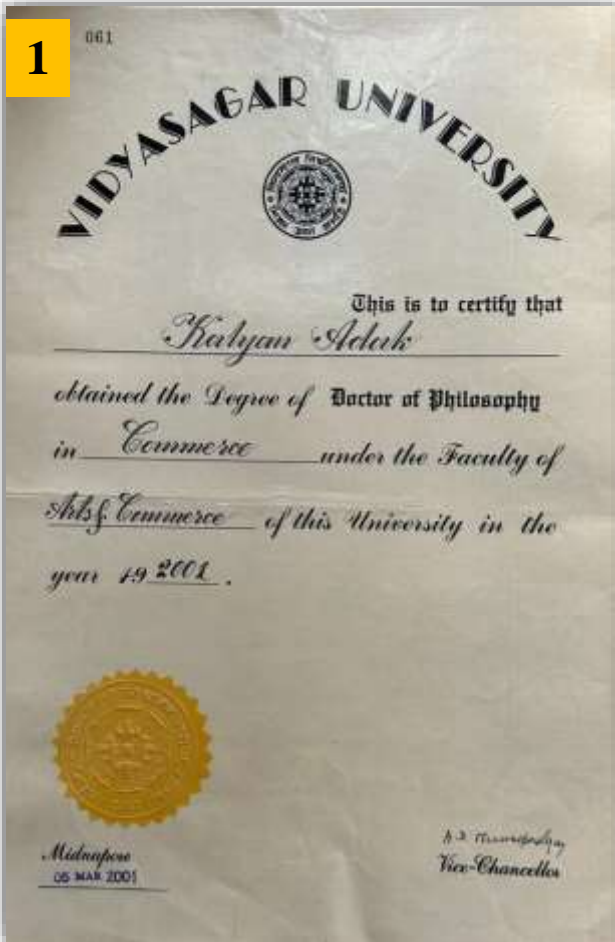 1
061
VIDYASAGAR UNIVERSITY
This is to certify that
Kalyan Adak
obtained the Degree of Doctor of Philosophy
in Commerce under the Faculty of
Arts & Commerce of this University in the
year 19 2001.
Midnapore
05 MAR 2001
Vice-Chancellor